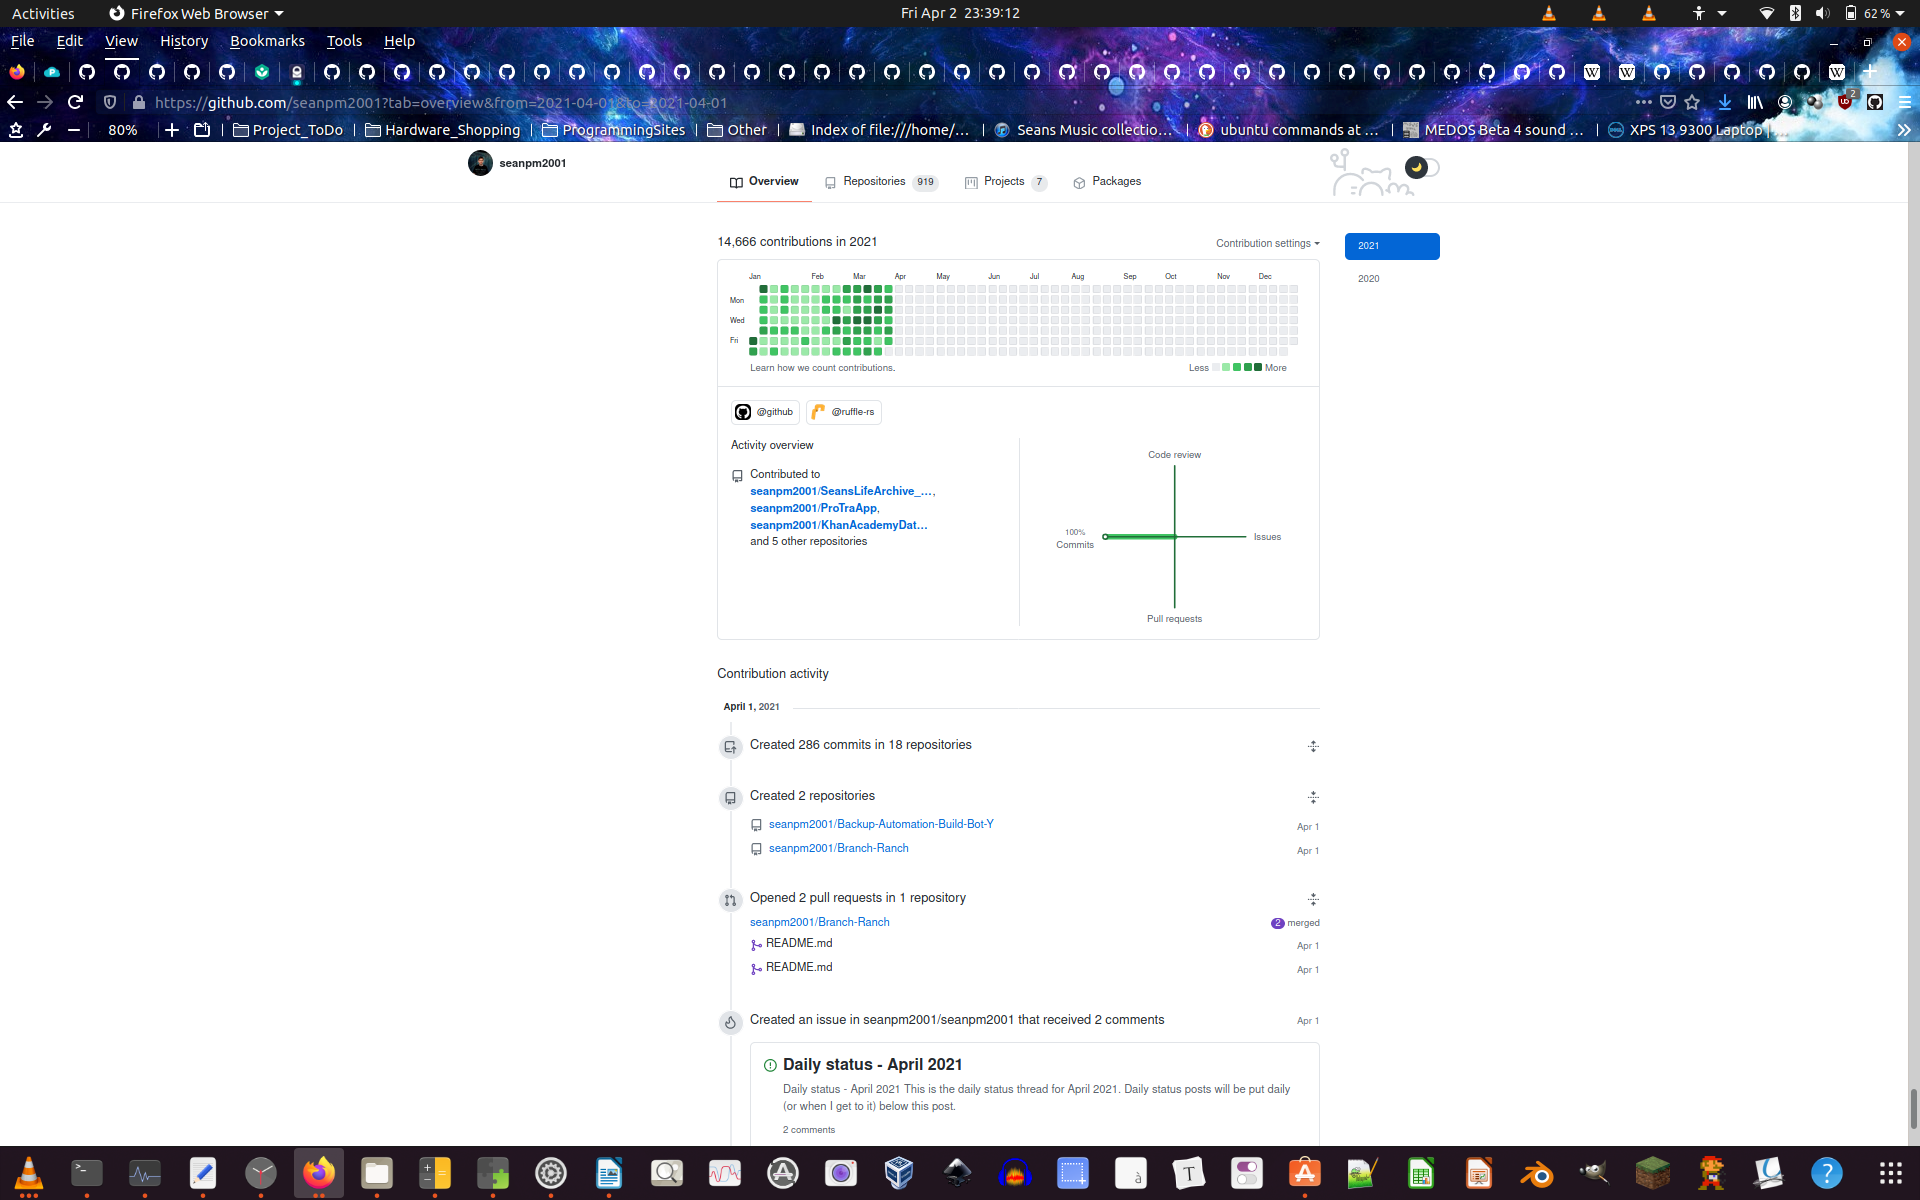 Activities Firefox Web Browser Fri Apr 2 23:39:12 62 %
File Edit View History Bookmarks Tools Help
https://github.com/seanpm2001?tab=overview&from=2021-04-01&to=2021-04-01 2
80% Project_ToDo Hardware_Shopping ProgrammingSites Other Index of file:///home/... Seans Music collectio... ubuntu commands at ... MEDOS Beta 4 sound ... XPS 13 9300 Laptop | ...
seanpm2001
Overview Repositories 919 Projects 7 Packages
14,666 contributions in 2021 Contribution settings 2021
2020
Jan Feb Mar Apr May Jun Jul Aug Sep Oct Nov Dec
Mon
Wed
Fri
Learn how we count contributions. Less More
@github @ruffle-rs
Activity overview
Contributed to
seanpm2001/SeansLifeArchive_...,
seanpm2001/ProTraApp,
seanpm2001/KhanAcademyDat...
and 5 other repositories
Code review
100%
Commits
Issues
Pull requests
Contribution activity
April 1, 2021
Created 286 commits in 18 repositories
Created 2 repositories
seanpm2001/Backup-Automation-Build-Bot-Y Apr 1
seanpm2001/Branch-Ranch Apr 1
Opened 2 pull requests in 1 repository
seanpm2001/Branch-Ranch 2 merged
README.md Apr 1
README.md Apr 1
Created an issue in seanpm2001/seanpm2001 that received 2 comments Apr 1
Daily status - April 2021
Daily status - April 2021 This is the daily status thread for April 2021. Daily status posts will be put daily
(or when I get to it) below this post.
2 comments